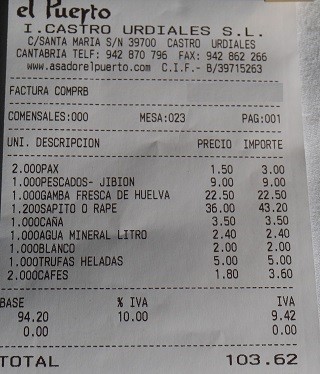 el Puerto
I.CASTRO URDIALES S.L.
C/SANTA MARIA S/N 39700 CASTRO URDIALES
CANTABRIA TELF: 942 870 796 FAX: 942 862 266
www.asadorelpuerto.com C.I.F.- B/39715263
FACTURA COMPRB
COMENSALES:000 MESA:023 PAG:001
UNI. DESCRIPCION PRECIO IMPORTE
2.000PAX 1.50 3.00
1.000PESCADOS- JIBION 9.00 9.00
1.000GAMBA FRESCA DE HUELVA 22.50 22.50
1.200SAPITO O RAPE 36.00 43.20
1.000CAÑA 3.50 3.50
1.000AGUA MINERAL LITRO 2.40 2.40
1.000BLANCO 2.00 2.00
1.000TRUFAS HELADAS 5.00 5.00
2.000CAFES 1.80 3.60
BASE % IVA IVA
94.20 10.00 9.42
0.00 0.00
TOTAL 103.62